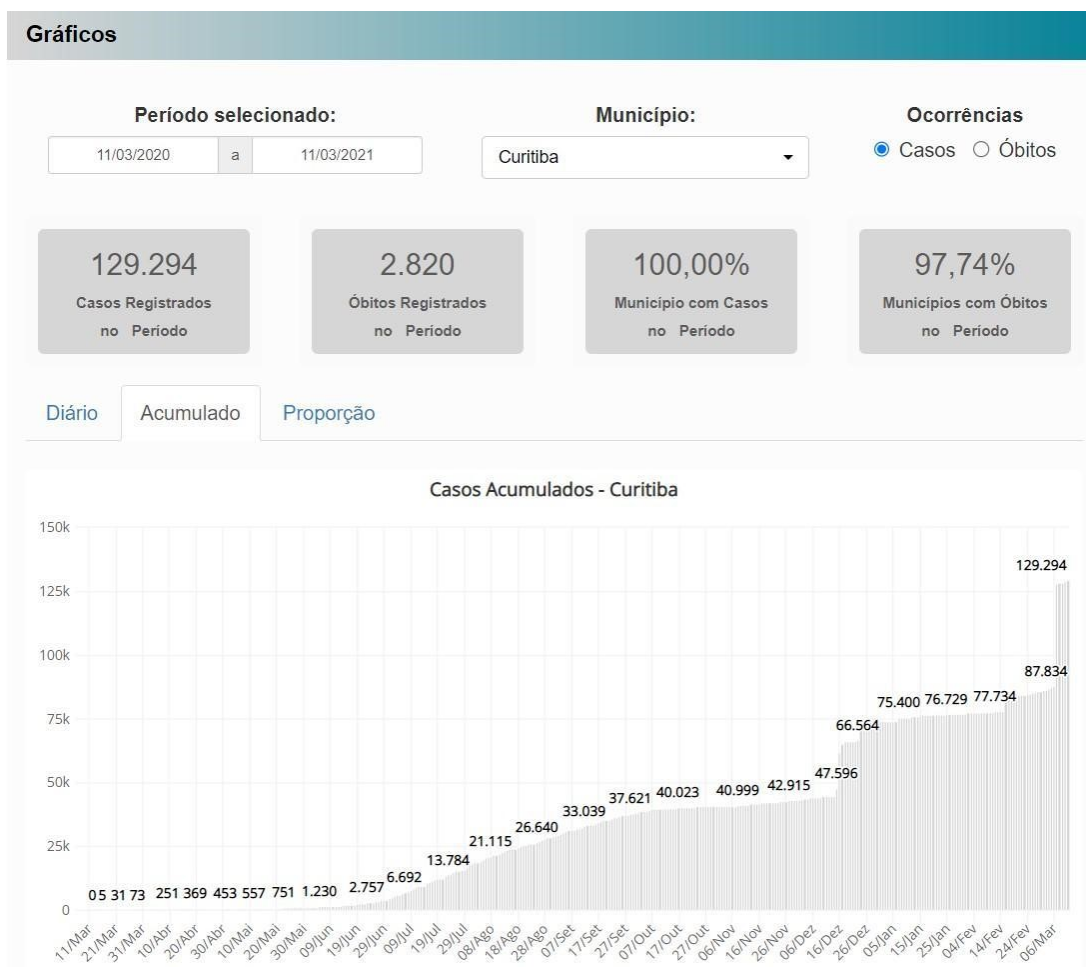 Gráficos
Período selecionado: Município: Ocorrências
11/03/2020 a 11/03/2021 Curitiba Casos Óbitos
129.294 2.820 100,00% 97,74%
Casos Registrados Óbitos Registrados Município com Casos Municipios com Óbitos
no Período no Período no Período no Período
Diário Acumulado Proporção
Casos Acumulados - Curitiba
150k
129.294
125k
100k
87.834
75k
75.400 76.729 77.734
66.564
50k
47.596
37.621 40.023 40.999 42.915
33.039
26.640
25k
21.115
13.784
6.692
0 5 31 73 251 369 453 557 751 1.230 2.757
0
11/Mar 21/Mar 31/Mar 10/Abr 20/Abr 30/Abr 10/Mai 20/Mai 30/Mai 09/Jun 19/Jun 29/Jun 09/Jul 19/Jul 29/Jul 08/Ago 18/Ago 28/Ago 07/Set 17/Set 27/Set 07/Out 17/Out 27/Out 06/Nov 16/Nov 26/Nov 06/Dez 16/Dez 26/Dez 05/Jan 15/Jan 25/Jan 04/Fev 14/Fev 24/Fev 06/Mar